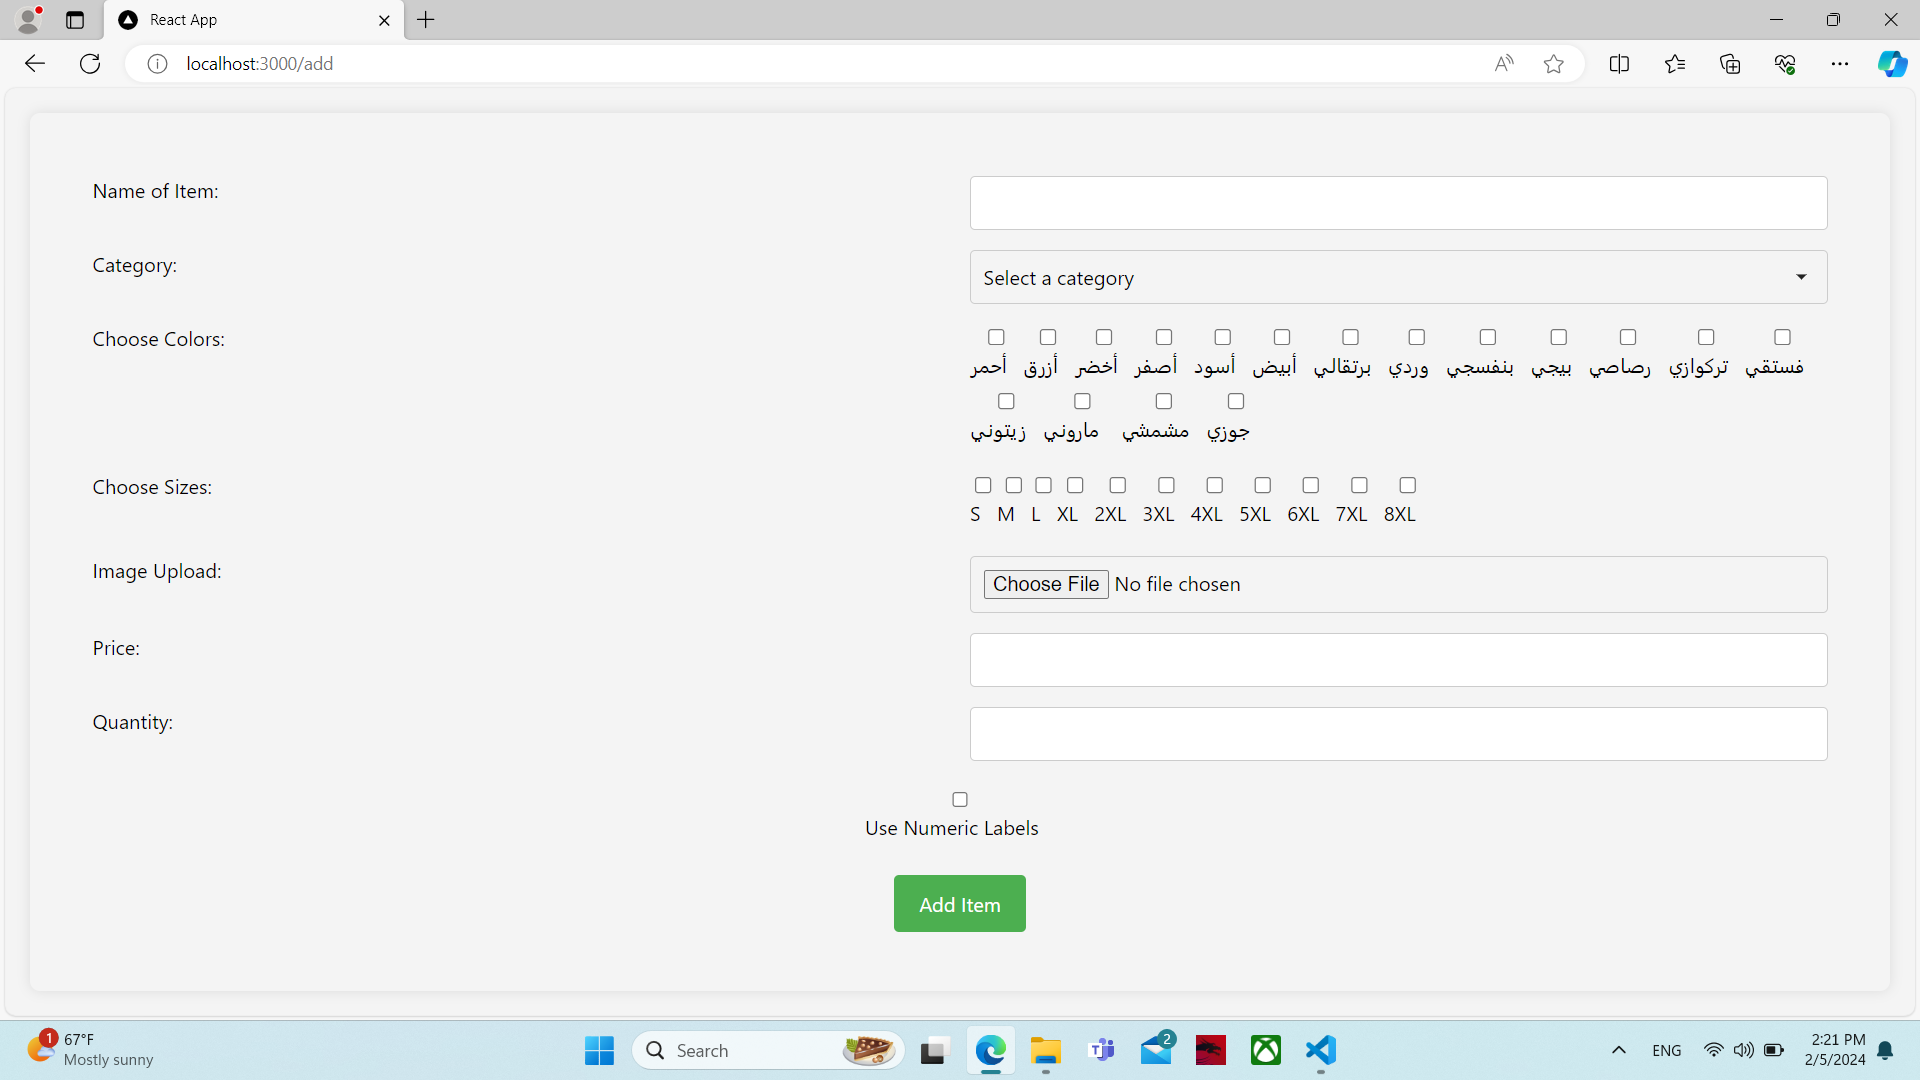 React App
localhost:3000/add
Name of Item:
Category:
Select a category
Choose Colors:
أحمر أزرق أخضر أصفر أسود أبيض برتقالي وردي بنفسجي بيجي رصاصي تركوازي فستقي
زيتوني ماروني مشمشي جوزي
Choose Sizes:
S M L XL 2XL 3XL 4XL 5XL 6XL 7XL 8XL
Image Upload:
Choose File No file chosen
Price:
Quantity:
Use Numeric Labels
Add Item
1
67°F
Mostly sunny
Search
2
ENG
2:21 PM
2/5/2024